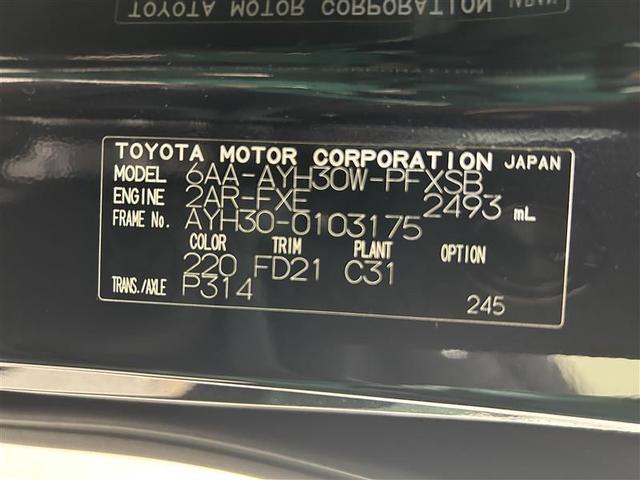 TOYOTA MOTOR CORPORATION JAPAN
MODEL 6AA-AYH30W-PFXSB
ENGINE 2AR-FXE 2493 mL
FRAME No. AYH30-0103175
COLOR TRIM PLANT OPTION
220 FD21 C31
TRANS./AXLE P314
245